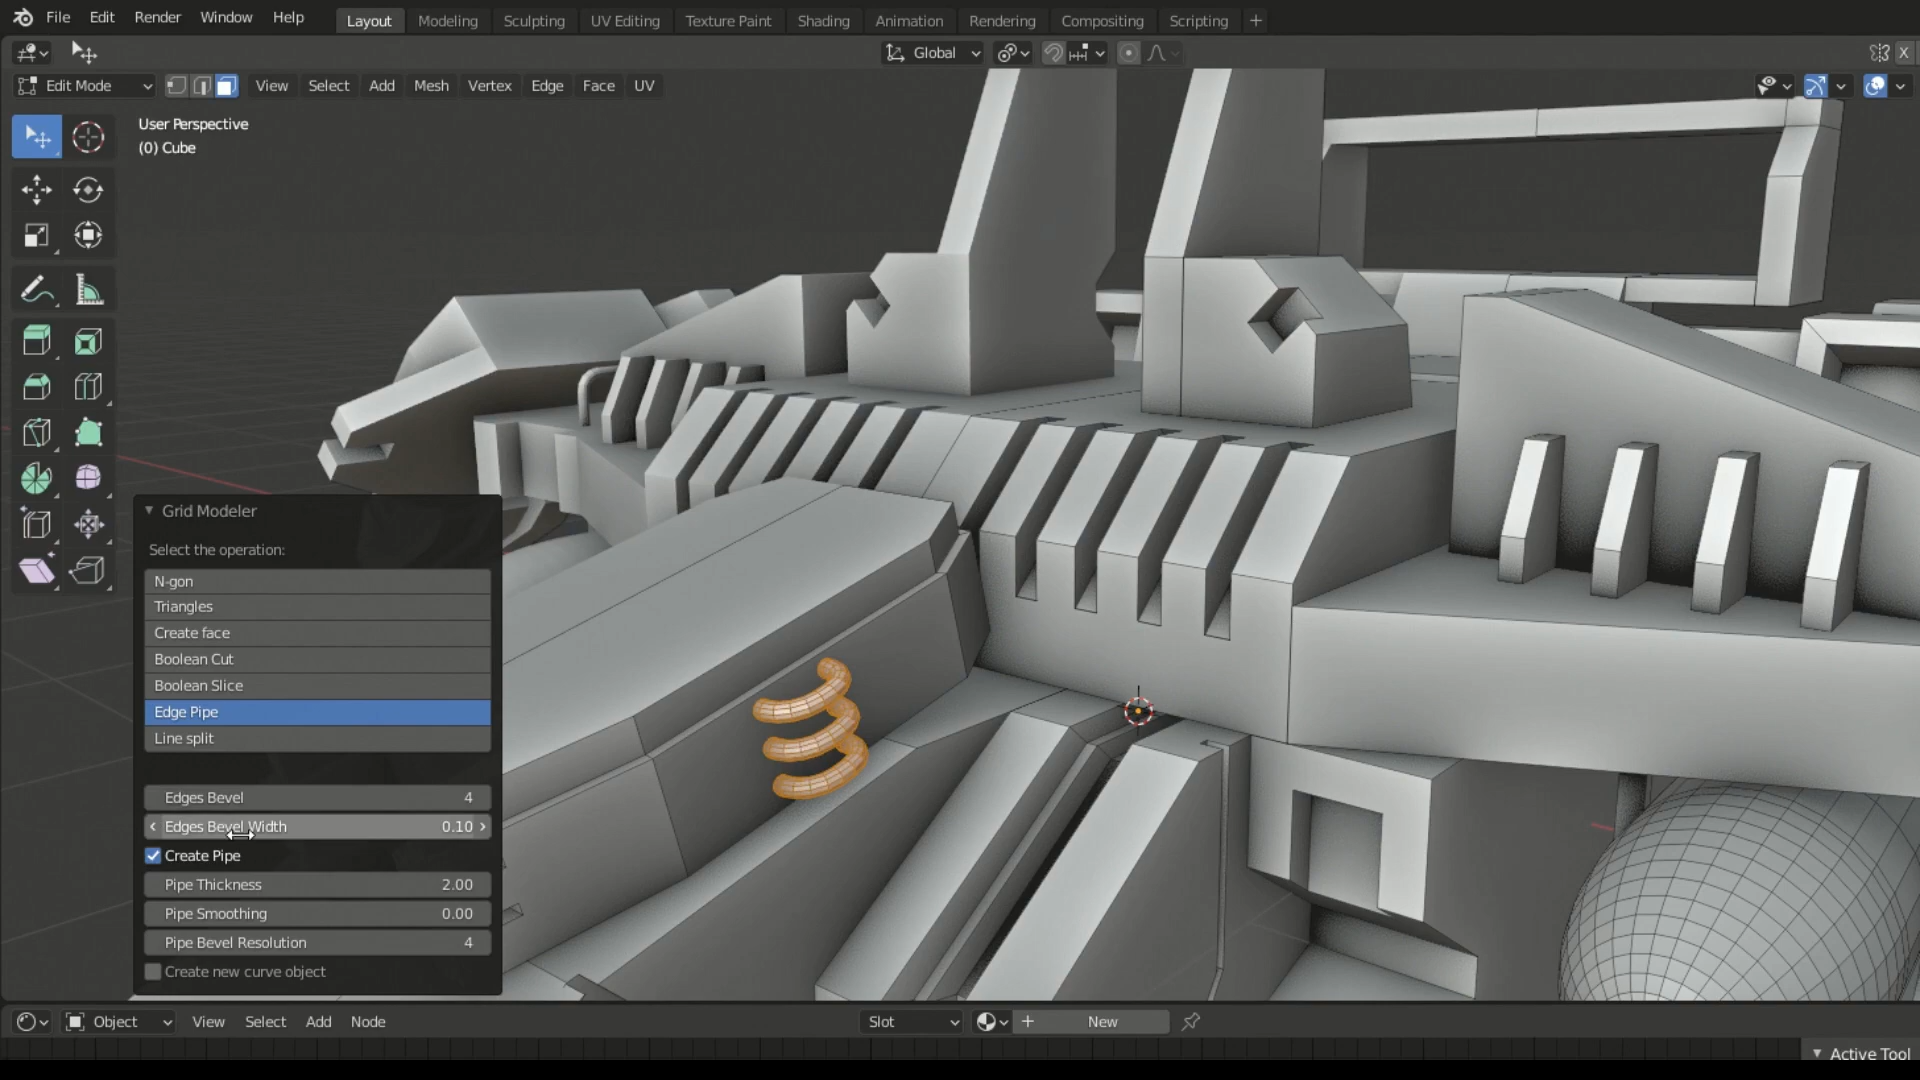 File Edit Render Window Help Layout Modeling Sculpting UV Editing Texture Paint Shading Animation Rendering Compositing Scripting +
Global X
Edit Mode View Select Add Mesh Vertex Edge Face UV
User Perspective
(0) Cube
Grid Modeler
Select the operation:
N-gon
Triangles
Create face
Boolean Cut
Boolean Slice
Edge Pipe
Line split
Edges Bevel 4
Edges Bevel Width 0.10
Create Pipe
Pipe Thickness 2.00
Pipe Smoothing 0.00
Pipe Bevel Resolution 4
Create new curve object
Object View Select Add Node Slot + New
Active Tool